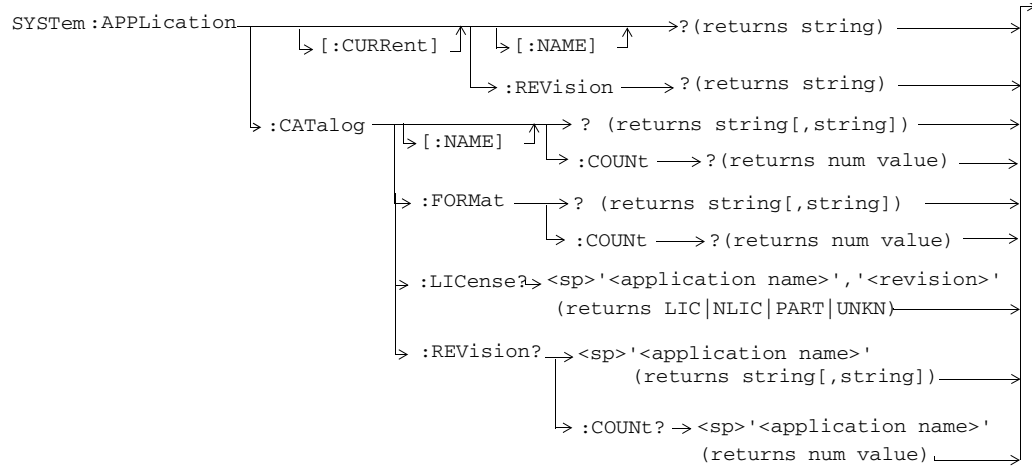 SYSTem:APPLication ?(returns string)
[:CURRent] [:NAME]
:REVision ?(returns string)
:CATalog ? (returns string[,string])
[:NAME]
:COUNt ?(returns num value)
:FORMat ? (returns string[,string])
:COUNt ?(returns num value)
:LICense? <sp>'<application name>','<revision>'
(returns LIC|NLIC|PART|UNKN)
:REVision? <sp>'<application name>'
(returns string[,string])
:COUNt? <sp>'<application name>'
(returns num value)